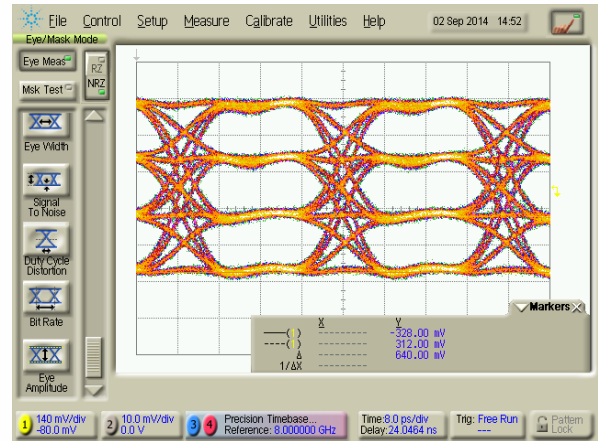 File Control Setup Measure Calibrate Utilities Help 02 Sep 2014 14:52
Eye/Mask Mode
Eye Meas
RZ
NRZ
Msk Test
Eye Width
Signal
To Noise
Duty Cycle
Distortion
Bit Rate
Eye
Amplitude
Markers
X Y
( ) -------- -328.00 mV
----( ) -------- 312.00 mV
Δ -------- 640.00 mV
1/ΔX --------
1 140 mV/div
-80.0 mV
2 10.0 mV/div
0.0 V
3 4 Precision Timebase...
Reference: 8.000000 GHz
Time:8.0 ps/div
Delay:24.0464 ns
Trig: Free Run
---
Pattern
Lock